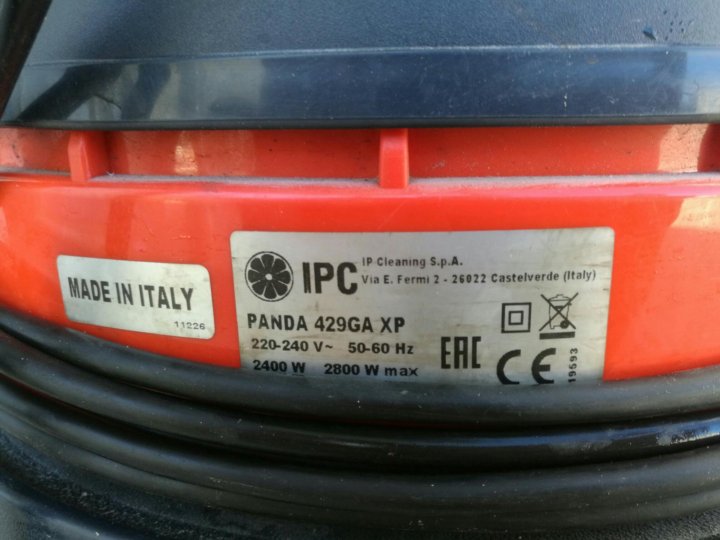 MADE IN ITALY
11226
IPC
IP Cleaning S.p.A.
Via E. Fermi 2 - 26022 Castelverde (Italy)
PANDA 429GA XP
220-240 V~ 50-60 Hz
2400 W 2800 W max
EAC
CE
19593